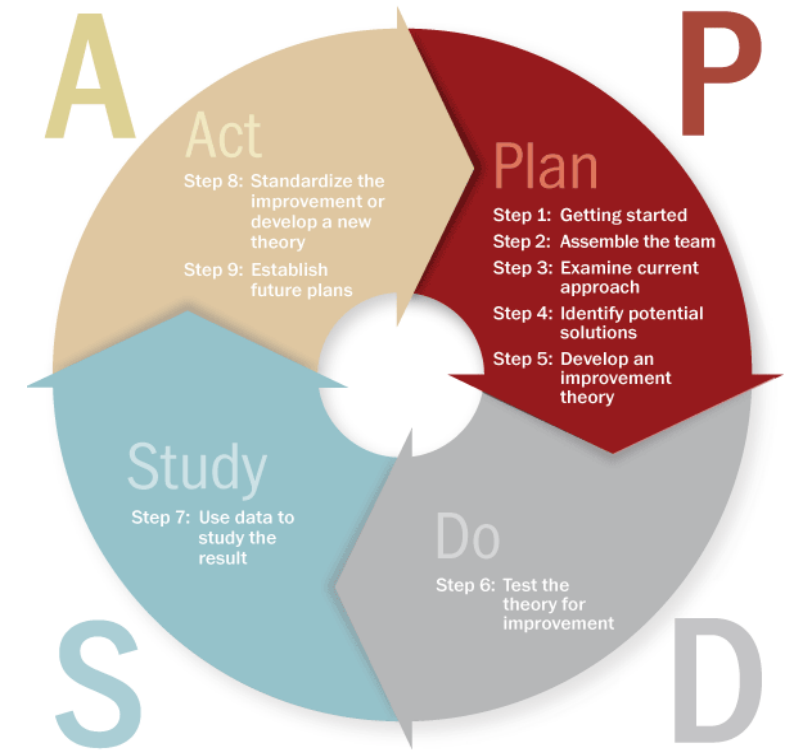 A
P
Act
Step 8: Standardize the
improvement or
develop a new
theory
Step 9: Establish
future plans
Plan
Step 1: Getting started
Step 2: Assemble the team
Step 3: Examine current
approach
Step 4: Identify potential
solutions
Step 5: Develop an
improvement
theory
Study
Step 7: Use data to
study the
result
Do
Step 6: Test the
theory for
improvement
S
D